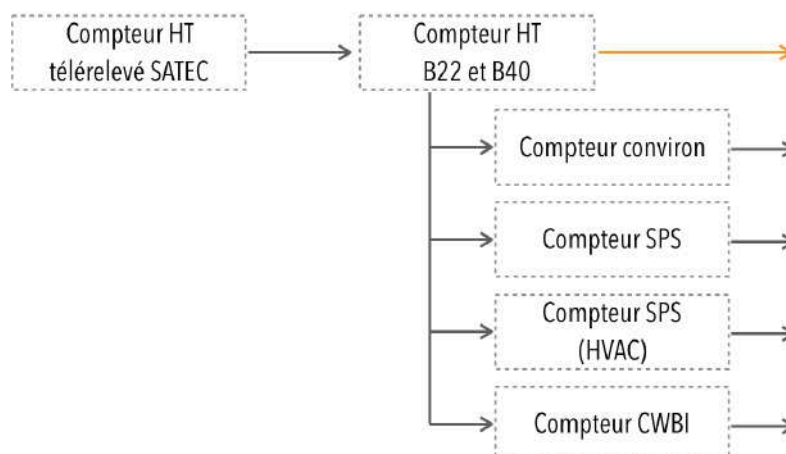 Compteur HT
télérelevé SATEC
Compteur HT
B22 et B40
Compteur conviron
Compteur SPS
Compteur SPS
(HVAC)
Compteur CWBI